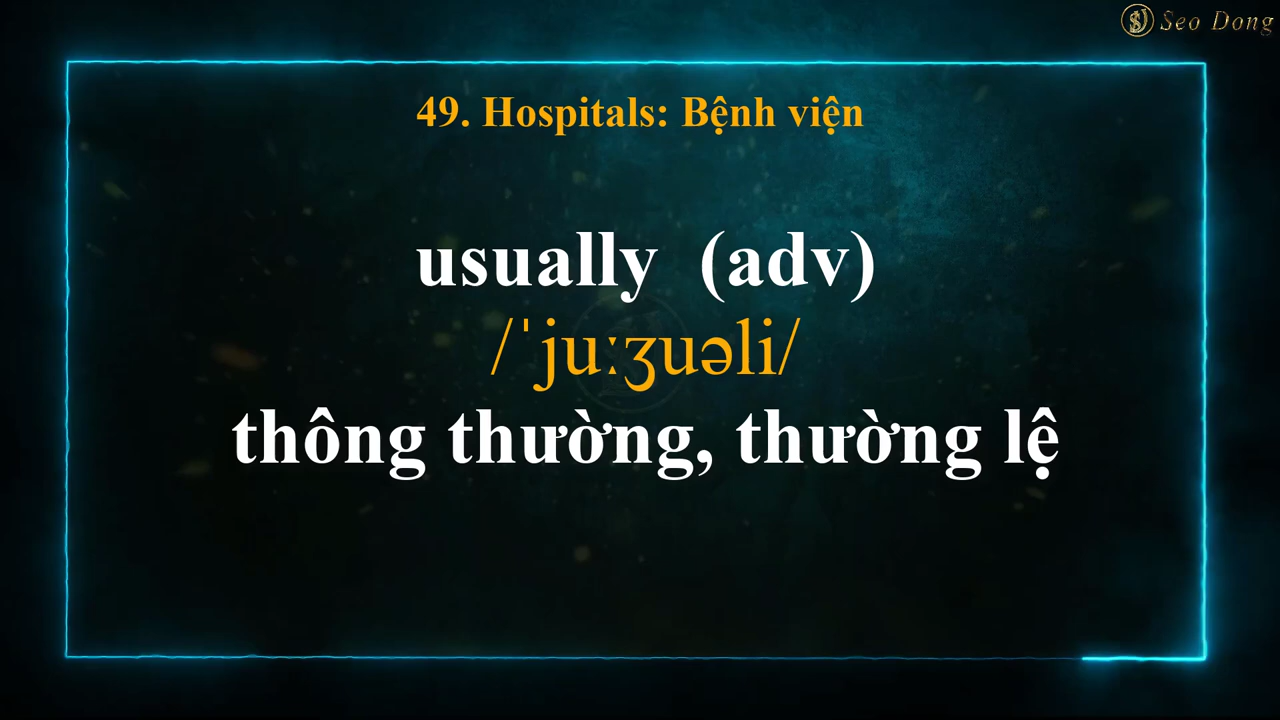 Seo Dong
49. Hospitals: Bệnh viện
usually (adv)
/ˈjuːʒuəli/
thông thường, thường lệ